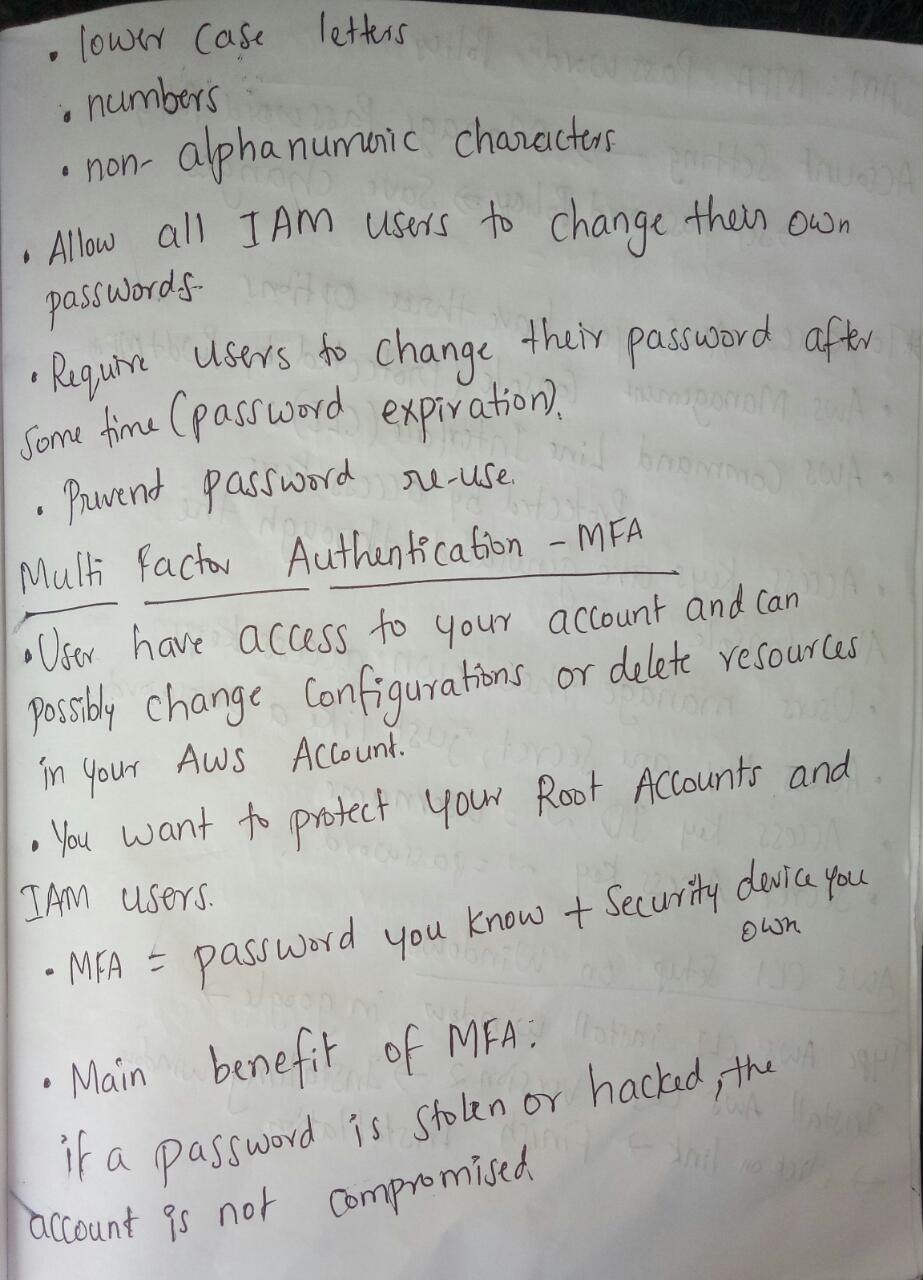 • lower case letters
• numbers
• non-alphanumeric characters
• Allow all IAM users to change their own
passwords.
• Require users to change their password after
some time (password expiration).
• Prevent password re-use.
Multi Factor Authentication - MFA
• User have access to your account and can
possibly change configurations or delete resources
in your AWS Account.
• You want to protect your Root Accounts and
IAM users.
• MFA = password you know + Security device you
own
• Main benefit of MFA:
if a password is stolen or hacked, the
account is not compromised